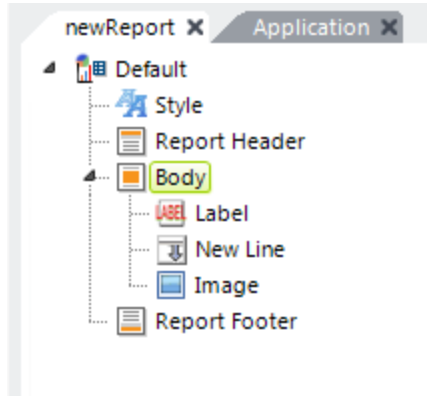 newReport Application
Default
Style
Report Header
Body
LABEL Label
New Line
Image
Report Footer